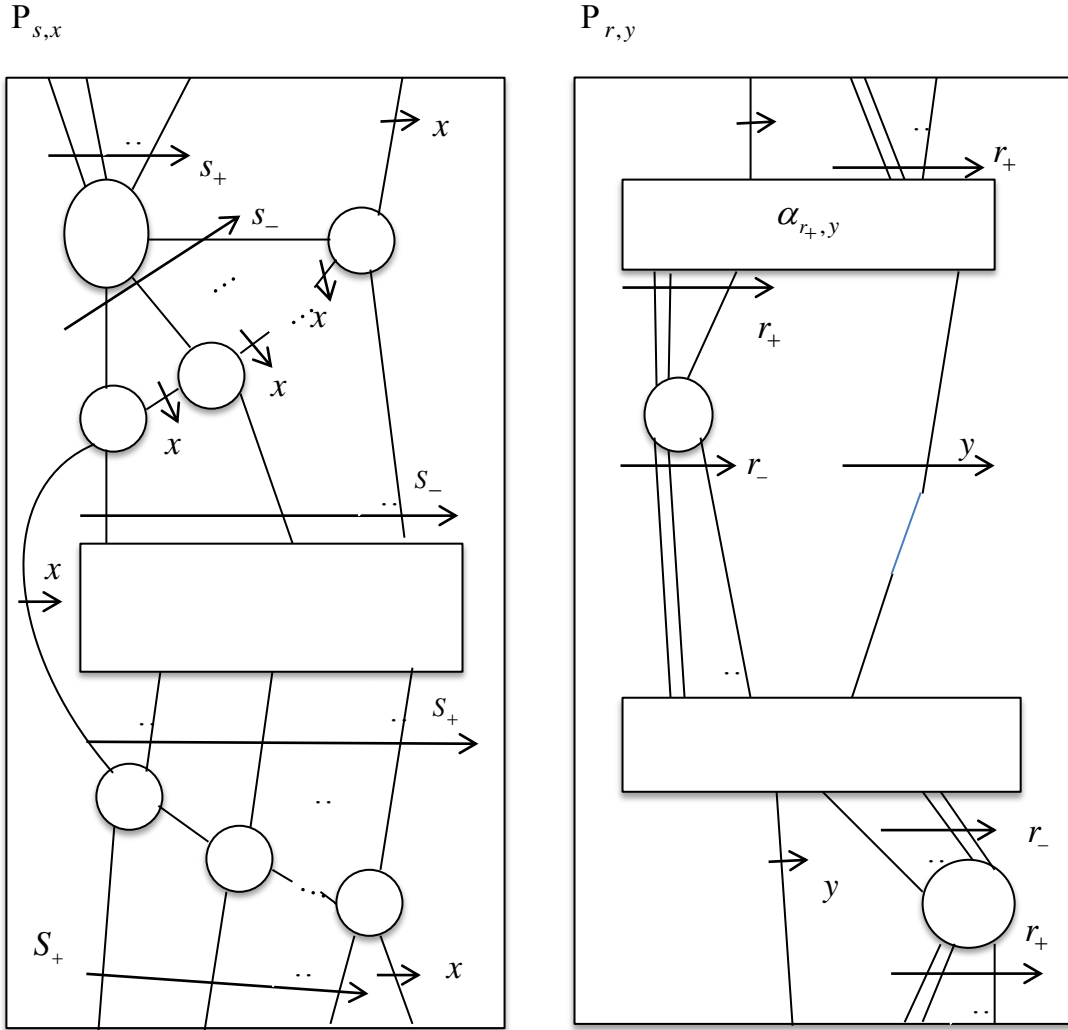 P_{s,x} P_{r,y}
x
s_+ r_+
s_- α_{r_+,y}
x
r_+
x
x
y
s_- r_-
x
s_+
r_-
y
S_+ r_+
x